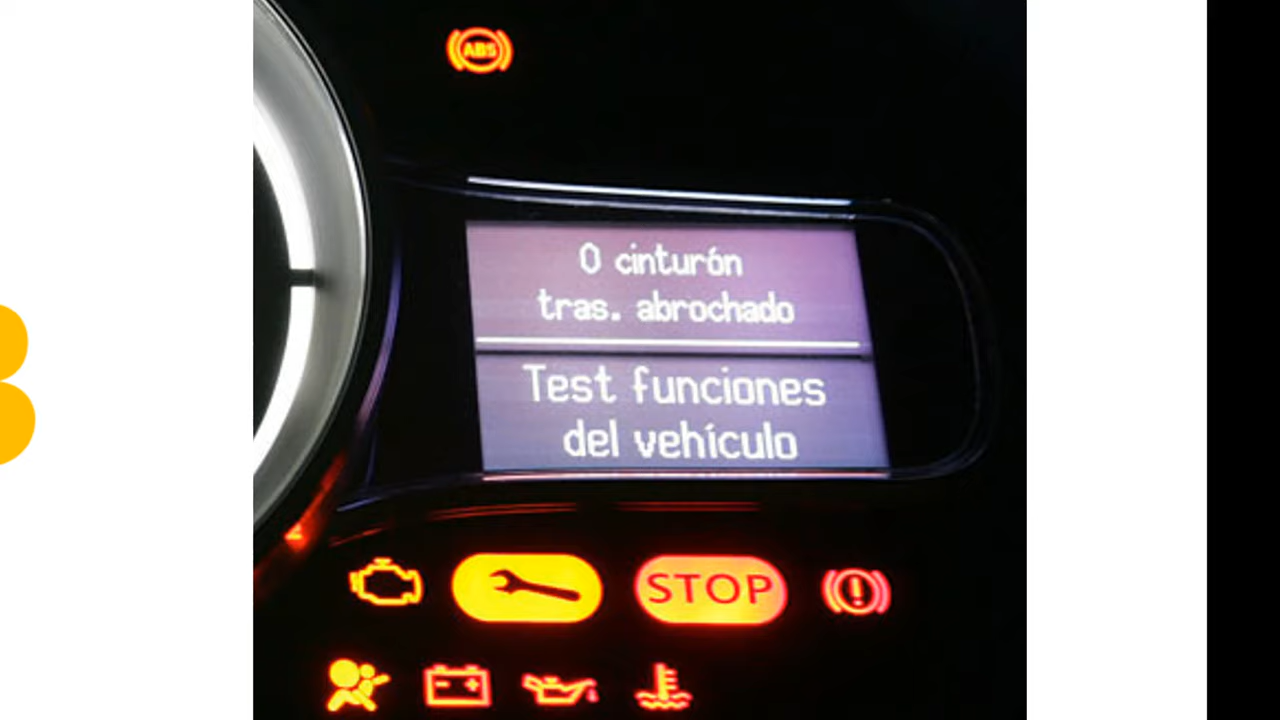 ABS
0 cinturón
tras. abrochado
Test funciones
del vehículo
STOP